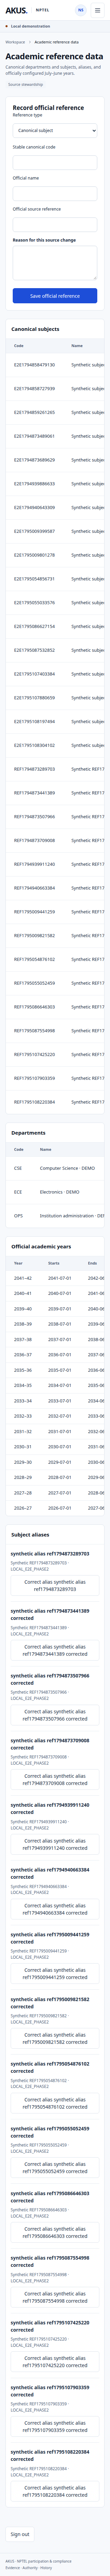 AKUS.
NPTEL
NS
Local demonstration
Workspace > Academic reference data
Academic reference data
Canonical departments and subjects, aliases, and
officially configured July–June years.
Source stewardship
Record official reference
Reference type
Canonical subject
Stable canonical code
Official name
Official source reference
Reason for this source change
Save official reference
Canonical subjects
Code Name
E2E1794858479130 Synthetic subjec
E2E1794858727939 Synthetic subjec
E2E1794859261265 Synthetic subjec
E2E1794873489061 Synthetic subjec
E2E1794873689629 Synthetic subjec
E2E1794939886633 Synthetic subjec
E2E1794940643309 Synthetic subjec
E2E1795009399587 Synthetic subjec
E2E1795009801278 Synthetic subjec
E2E1795054856731 Synthetic subjec
E2E1795055033576 Synthetic subjec
E2E1795086627154 Synthetic subjec
E2E1795087532852 Synthetic subjec
E2E1795107403384 Synthetic subjec
E2E1795107880659 Synthetic subjec
E2E1795108197494 Synthetic subjec
E2E1795108304102 Synthetic subjec
REF1794873289703 Synthetic REF17
REF1794873441389 Synthetic REF17
REF1794873507966 Synthetic REF17
REF1794873709008 Synthetic REF17
REF1794939911240 Synthetic REF17
REF1794940663384 Synthetic REF17
REF1795009441259 Synthetic REF17
REF1795009821582 Synthetic REF17
REF1795054876102 Synthetic REF17
REF1795055052459 Synthetic REF17
REF1795086646303 Synthetic REF17
REF1795087554998 Synthetic REF17
REF1795107425220 Synthetic REF17
REF1795107903359 Synthetic REF17
REF1795108220384 Synthetic REF17
Departments
Code Name
CSE Computer Science · DEMO
ECE Electronics · DEMO
OPS Institution administration · DEM
Official academic years
Year Starts Ends
2041–42 2041-07-01 2042-06
2040–41 2040-07-01 2041-06
2039–40 2039-07-01 2040-06
2038–39 2038-07-01 2039-06
2037–38 2037-07-01 2038-06
2036–37 2036-07-01 2037-06
2035–36 2035-07-01 2036-06
2034–35 2034-07-01 2035-06
2033–34 2033-07-01 2034-06
2032–33 2032-07-01 2033-06
2031–32 2031-07-01 2032-06
2030–31 2030-07-01 2031-06
2029–30 2029-07-01 2030-06
2028–29 2028-07-01 2029-06
2027–28 2027-07-01 2028-06
2026–27 2026-07-01 2027-06
Subject aliases
synthetic alias ref1794873289703
Synthetic REF1794873289703
LOCAL_E2E_PHASE2
Correct alias synthetic alias
ref1794873289703
synthetic alias ref1794873441389
corrected
Synthetic REF1794873441389
LOCAL_E2E_PHASE2
Correct alias synthetic alias
ref1794873441389 corrected
synthetic alias ref1794873507966
corrected
Synthetic REF1794873507966
LOCAL_E2E_PHASE2
Correct alias synthetic alias
ref1794873507966 corrected
synthetic alias ref1794873709008
corrected
Synthetic REF1794873709008
LOCAL_E2E_PHASE2
Correct alias synthetic alias
ref1794873709008 corrected
synthetic alias ref1794939911240
corrected
Synthetic REF1794939911240
LOCAL_E2E_PHASE2
Correct alias synthetic alias
ref1794939911240 corrected
synthetic alias ref1794940663384
corrected
Synthetic REF1794940663384
LOCAL_E2E_PHASE2
Correct alias synthetic alias
ref1794940663384 corrected
synthetic alias ref1795009441259
corrected
Synthetic REF1795009441259
LOCAL_E2E_PHASE2
Correct alias synthetic alias
ref1795009441259 corrected
synthetic alias ref1795009821582
corrected
Synthetic REF1795009821582
LOCAL_E2E_PHASE2
Correct alias synthetic alias
ref1795009821582 corrected
synthetic alias ref1795054876102
corrected
Synthetic REF1795054876102
LOCAL_E2E_PHASE2
Correct alias synthetic alias
ref1795054876102 corrected
synthetic alias ref1795055052459
corrected
Synthetic REF1795055052459
LOCAL_E2E_PHASE2
Correct alias synthetic alias
ref1795055052459 corrected
synthetic alias ref1795086646303
corrected
Synthetic REF1795086646303
LOCAL_E2E_PHASE2
Correct alias synthetic alias
ref1795086646303 corrected
synthetic alias ref1795087554998
corrected
Synthetic REF1795087554998
LOCAL_E2E_PHASE2
Correct alias synthetic alias
ref1795087554998 corrected
synthetic alias ref1795107425220
corrected
Synthetic REF1795107425220
LOCAL_E2E_PHASE2
Correct alias synthetic alias
ref1795107425220 corrected
synthetic alias ref1795107903359
corrected
Synthetic REF1795107903359
LOCAL_E2E_PHASE2
Correct alias synthetic alias
ref1795107903359 corrected
synthetic alias ref1795108220384
corrected
Synthetic REF1795108220384
LOCAL_E2E_PHASE2
Correct alias synthetic alias
ref1795108220384 corrected
Sign out
AKUS · NPTEL participation & compliance
Evidence · Authority · History